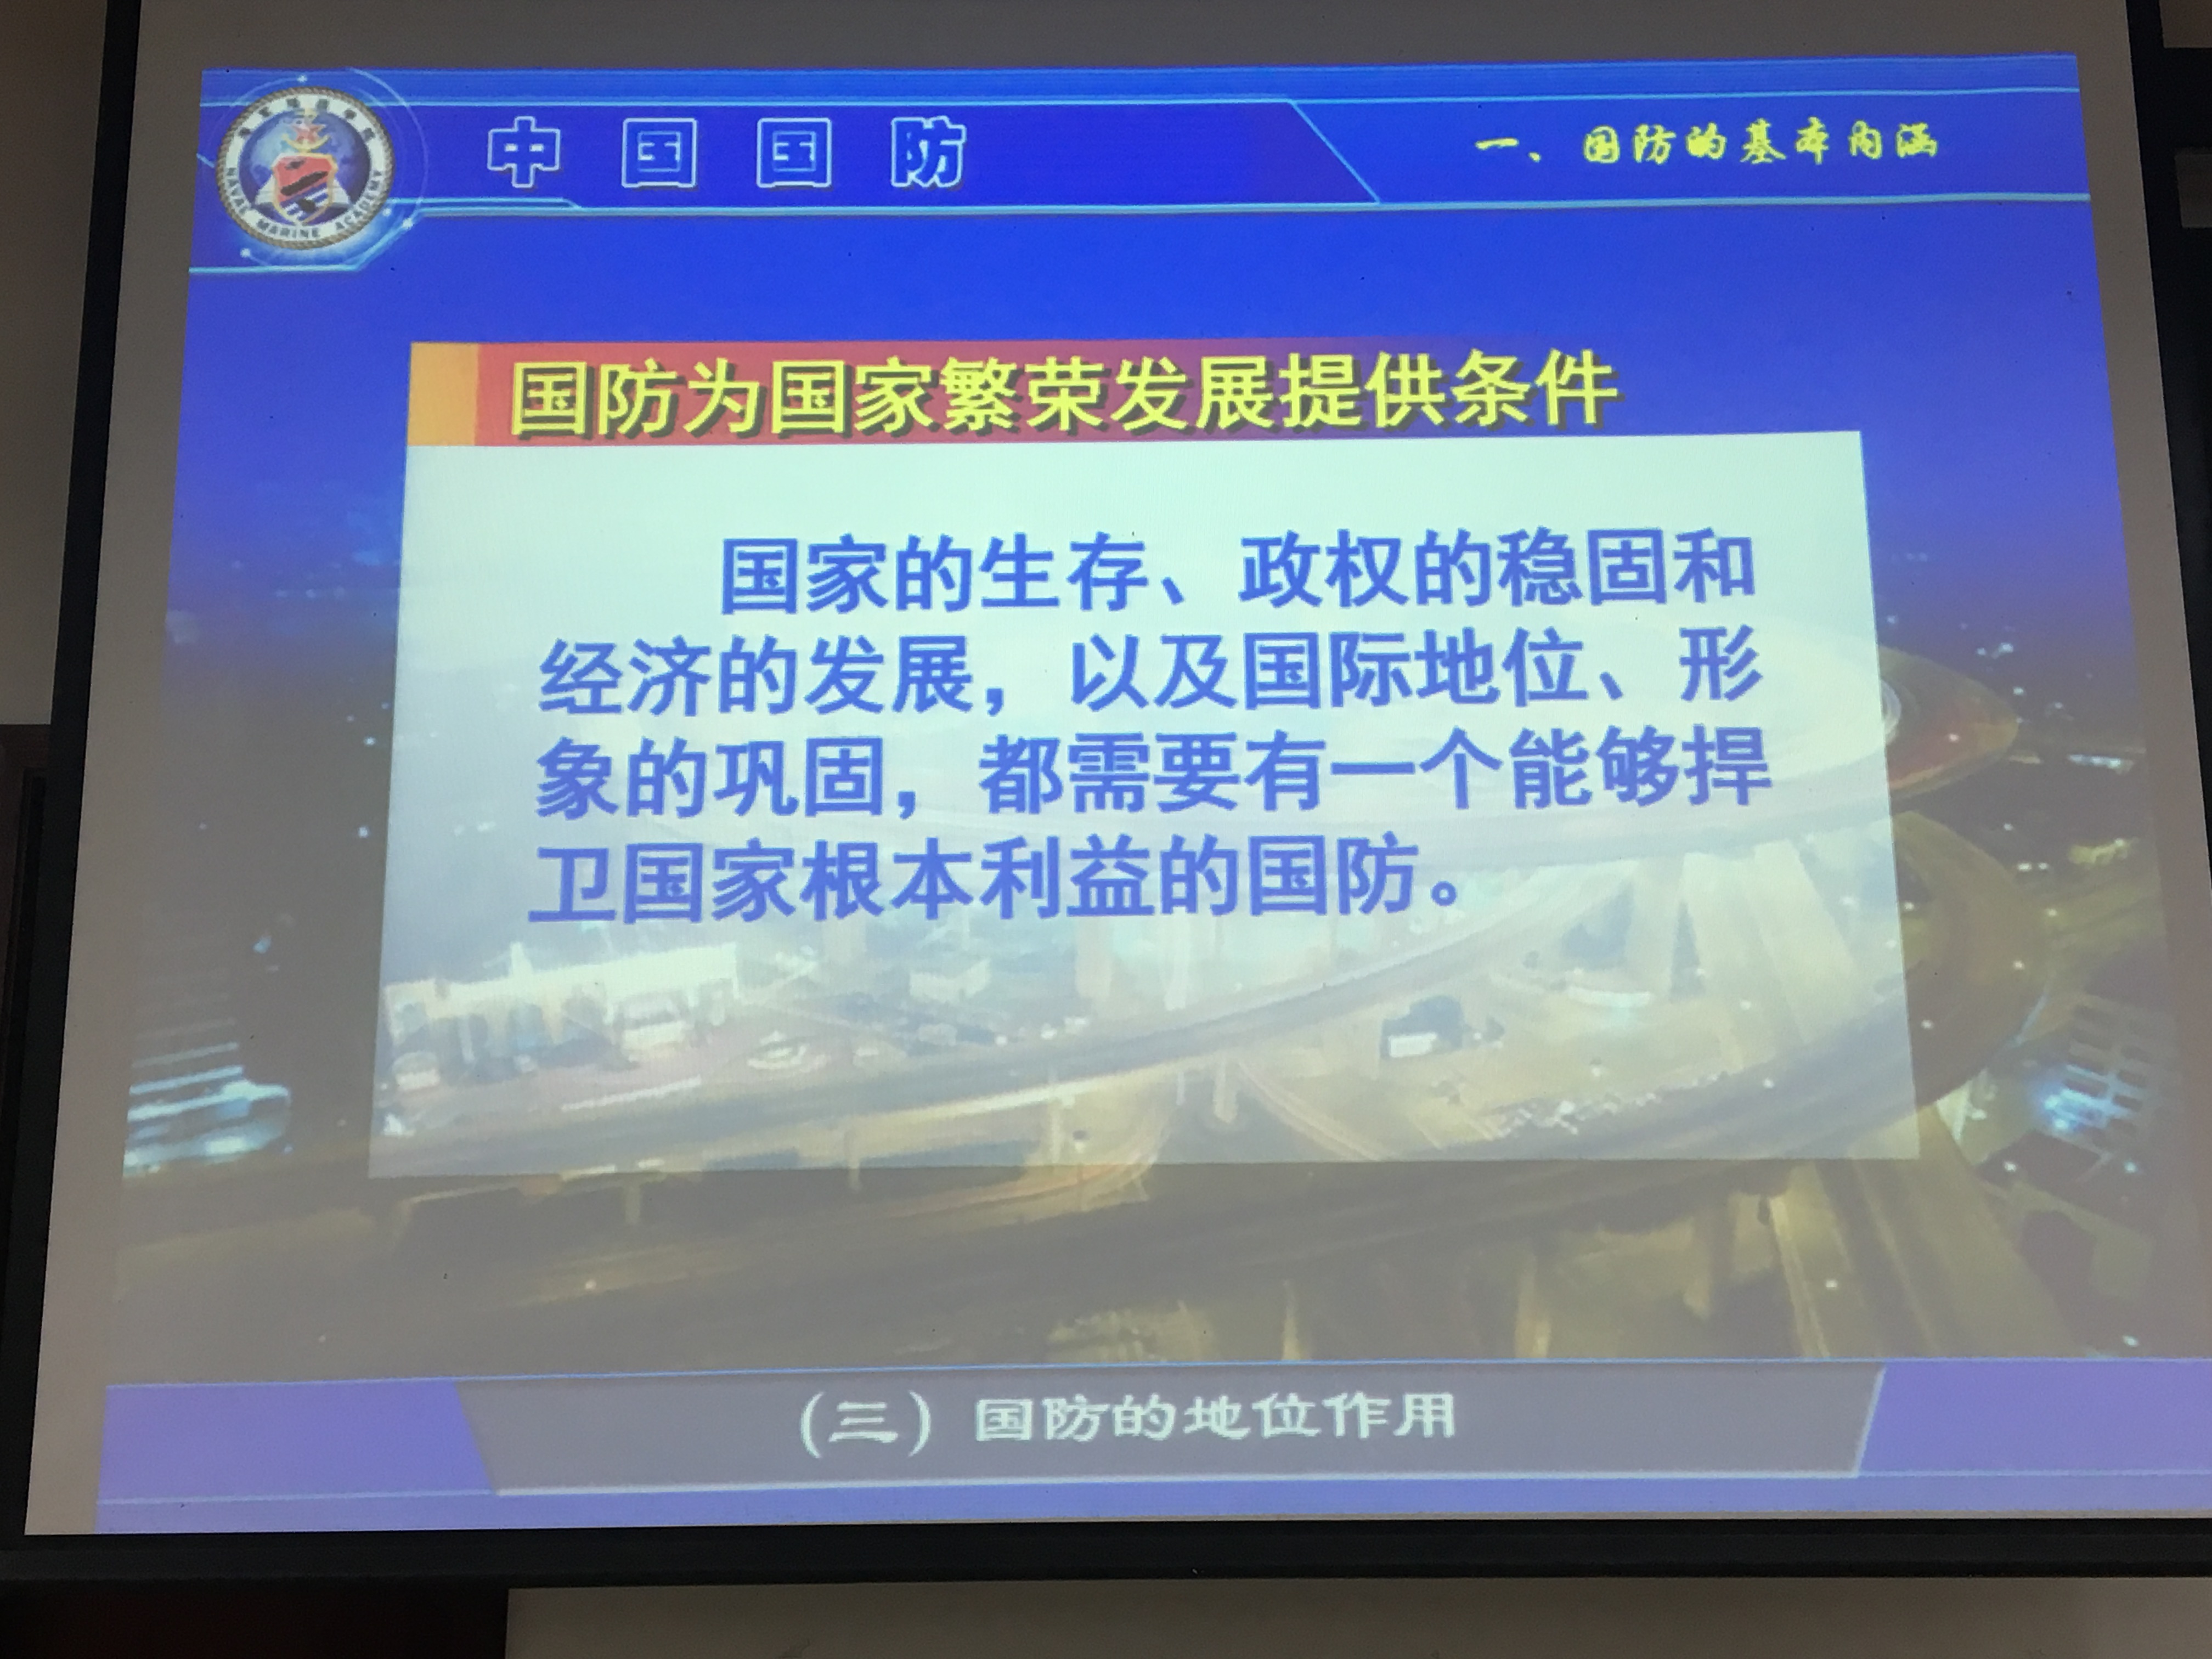 中国国防
一、国防的基本内涵
NAVAL MARINE ACADEMY
国防为国家繁荣发展提供条件
国家的生存、政权的稳固和
经济的发展，以及国际地位、形
象的巩固，都需要有一个能够捍
卫国家根本利益的国防。
(三) 国防的地位作用